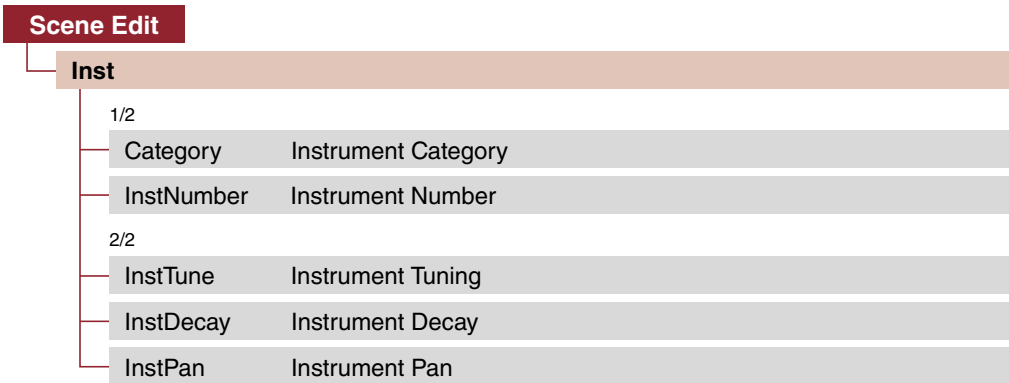 Scene Edit
Inst
1/2
Category Instrument Category
InstNumber Instrument Number
2/2
InstTune Instrument Tuning
InstDecay Instrument Decay
InstPan Instrument Pan